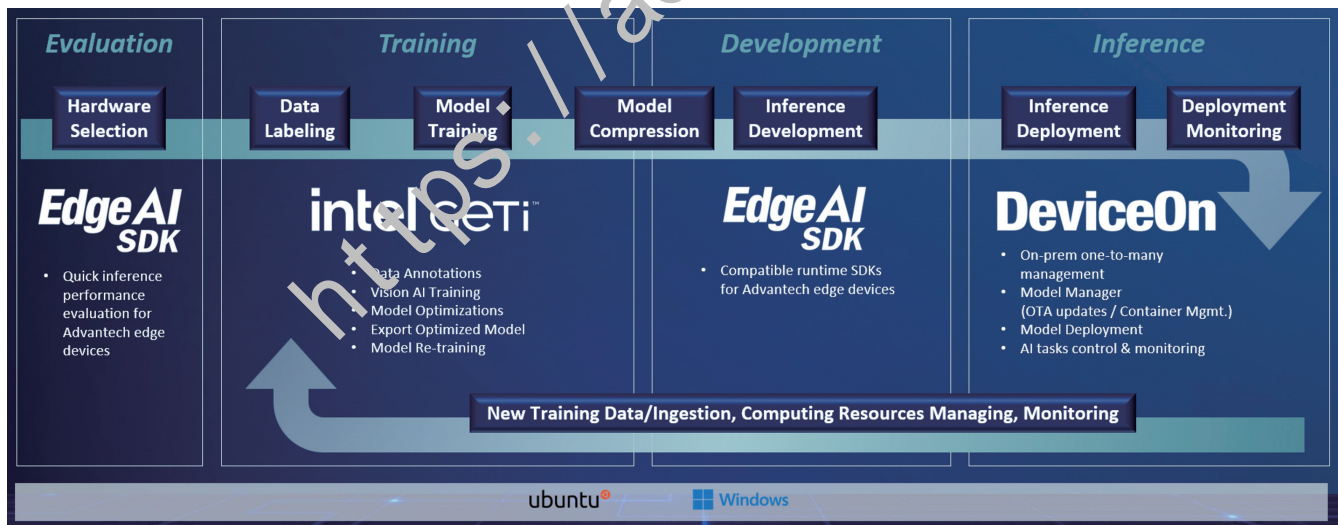 Evaluation
Training
Development
Inference
Hardware
Selection
Data
Labeling
Model
Training
Model
Compression
Inference
Development
Inference
Deployment
Deployment
Monitoring
EdgeAI
SDK
• Quick inference
performance
evaluation for
Advantech edge
devices
intel GETi™
• Data Annotations
• Vision AI Training
• Model Optimizations
• Export Optimized Model
• Model Re-training
EdgeAI
SDK
• Compatible runtime SDKs
for Advantech edge devices
DeviceOn
• On-prem one-to-many
management
• Model Manager
(OTA updates / Container Mgmt.)
• Model Deployment
• AI tasks control & monitoring
New Training Data/Ingestion, Computing Resources Managing, Monitoring
ubuntu
Windows